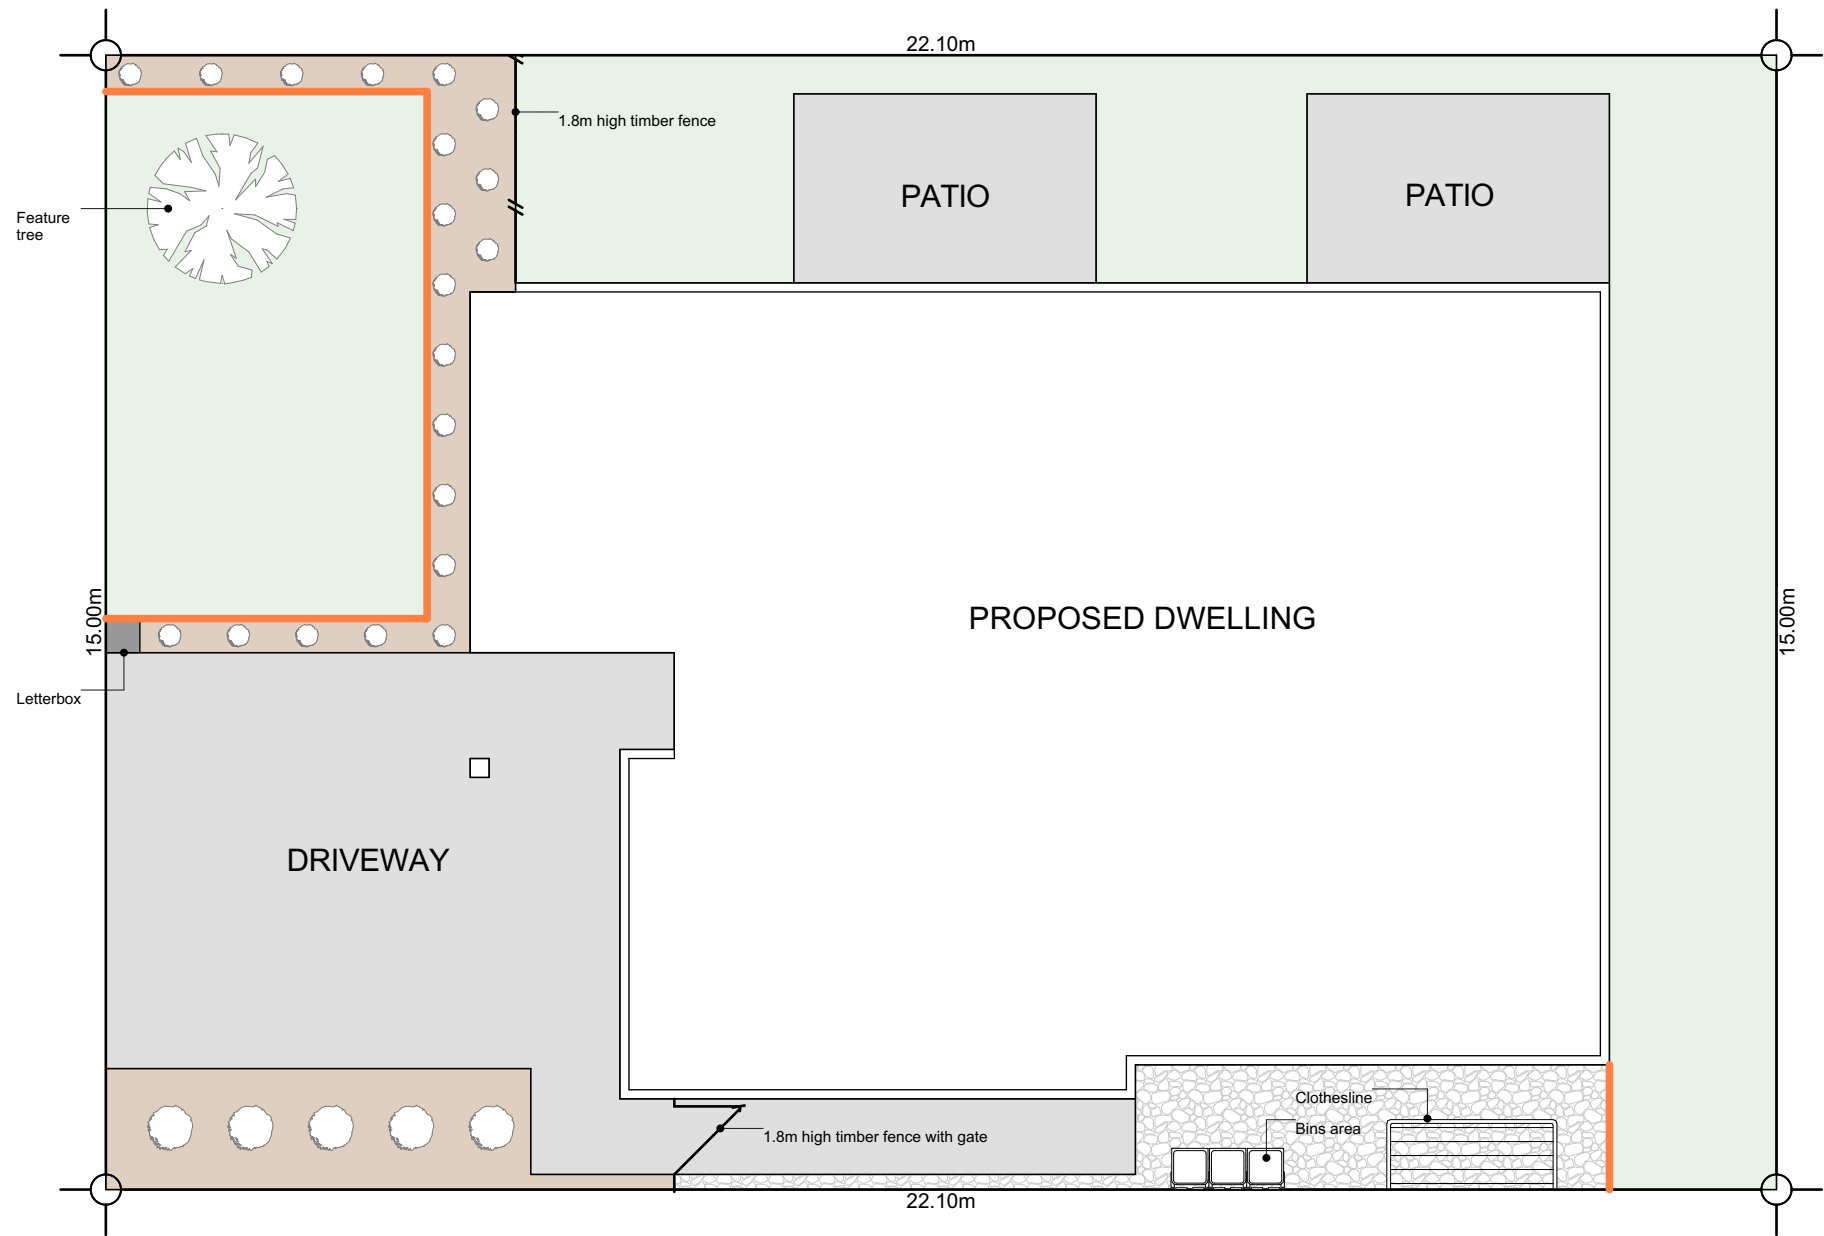 22.10m
1.8m high timber fence
PATIO
PATIO
Feature
tree
15.00m
15.00m
PROPOSED DWELLING
Letterbox
DRIVEWAY
Clothesline
Bins area
1.8m high timber fence with gate
22.10m